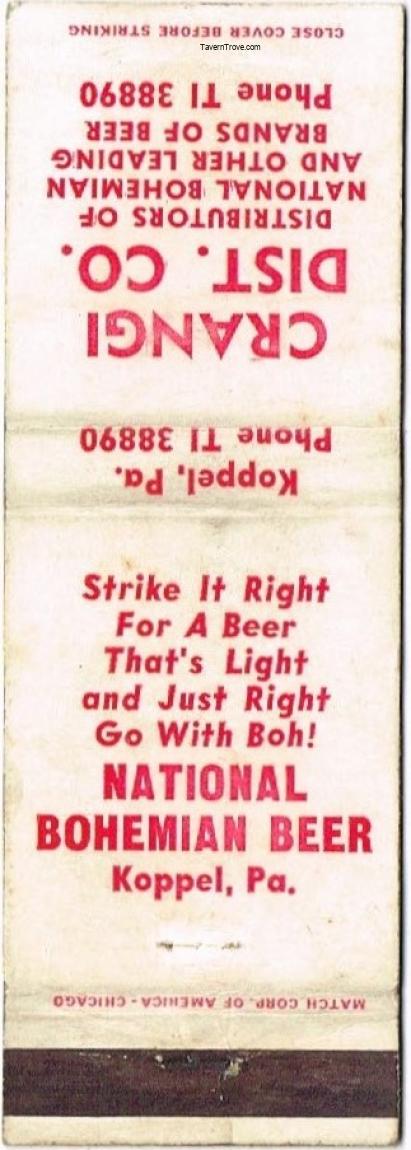 TavernTrove.com
Koppel, Pa.
Phone TI 38890
CRANGI
DIST. CO.
DISTRIBUTORS OF
NATIONAL BOHEMIAN
AND OTHER LEADING
BRANDS OF BEER
Phone TI 38890
CLOSE COVER BEFORE STRIKING
Strike It Right
For A Beer
That's Light
and Just Right
Go With Boh!
NATIONAL
BOHEMIAN BEER
Koppel, Pa.
MATCH CORP. OF AMERICA - CHICAGO